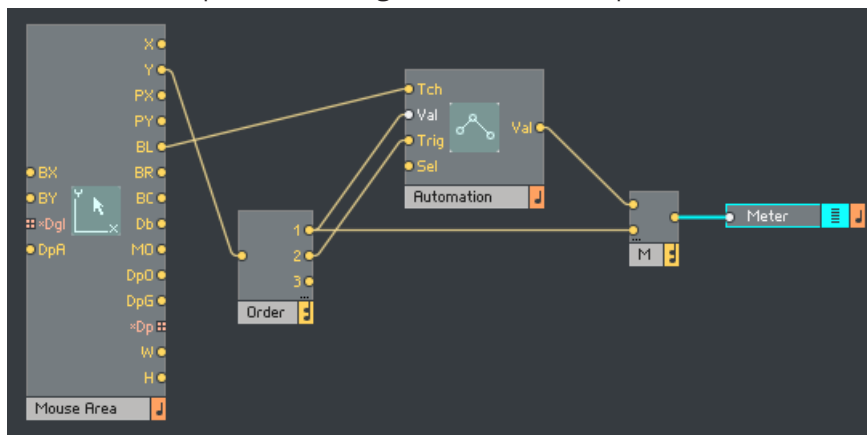 X
Y
PX
PY
BL
BX BR
BY Y X BC
×Dgl Db
DpA MO
DpO
DpG
×Dp
W
H
Mouse Area
1
2
3
...
Order
Tch
Val Val
Trig
Sel
Automation
...
M
Meter